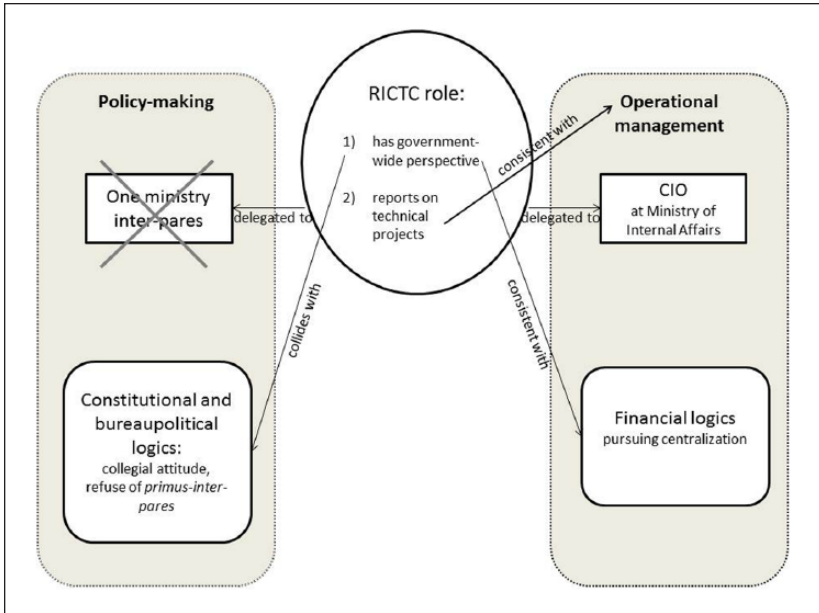 Policy-making
One ministry
inter-pares
delegated to
Constitutional and
bureaupolitical
logics:
collegial attitude,
refuse of primus-inter-
pares
collides with
RICTC role:
1) has government-
wide perspective
2) reports on
technical
projects
consistent with
delegated to
consistent with
Operational
management
CIO
at Ministry of
Internal Affairs
Financial logics
pursuing centralization